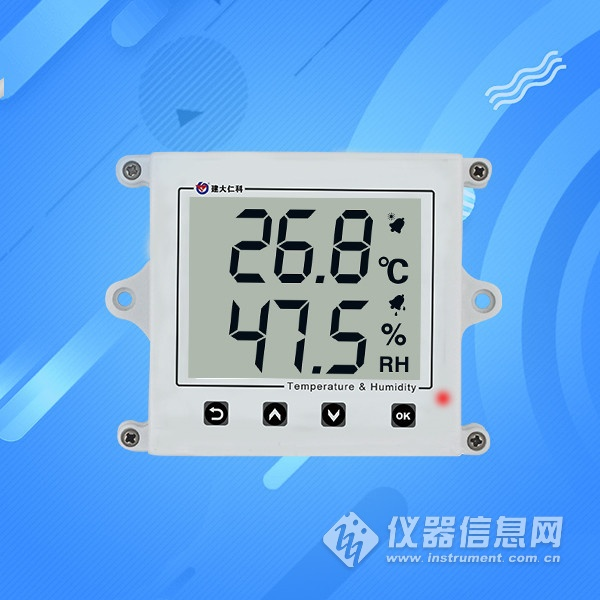 建大仁科
26.8
℃
47.5
%
RH
Temperature & Humidity
OK
仪器信息网
www.instrument.com.cn